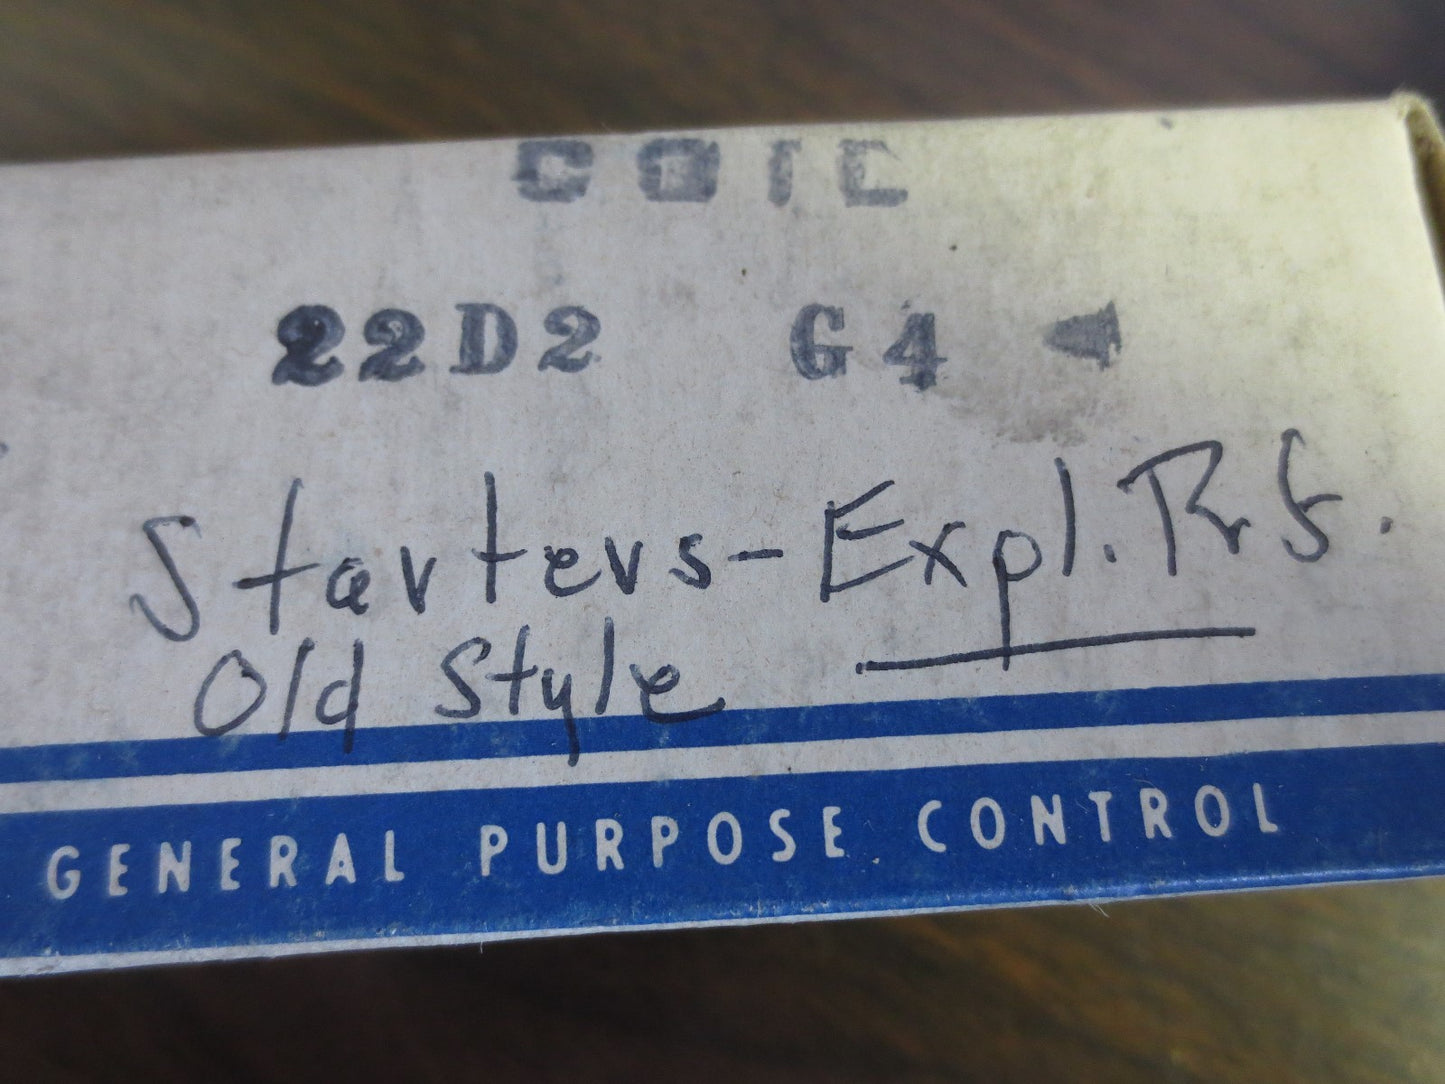 COIL
22D2 G4
Starters - Expl. Prf.
Old Style
GENERAL PURPOSE CONTROL